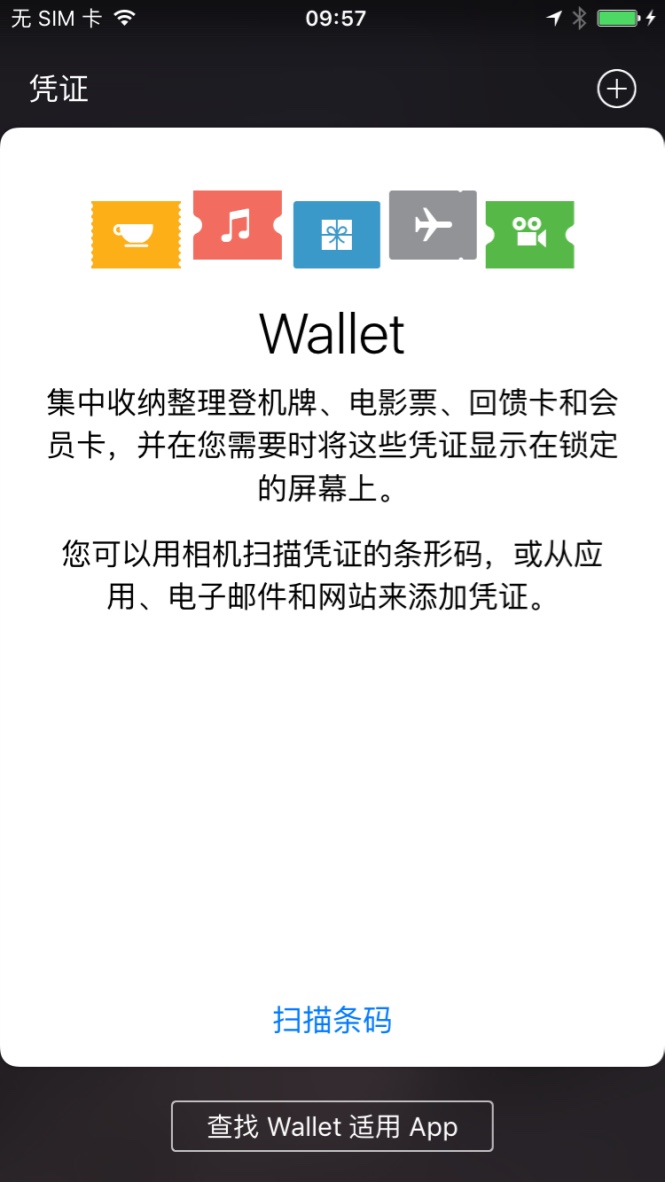 无 SIM 卡 09:57
凭证
Wallet
集中收纳整理登机牌、电影票、回馈卡和会
员卡，并在您需要时将这些凭证显示在锁定
的屏幕上。
您可以用相机扫描凭证的条形码，或从应
用、电子邮件和网站来添加凭证。
扫描条码
查找 Wallet 适用 App